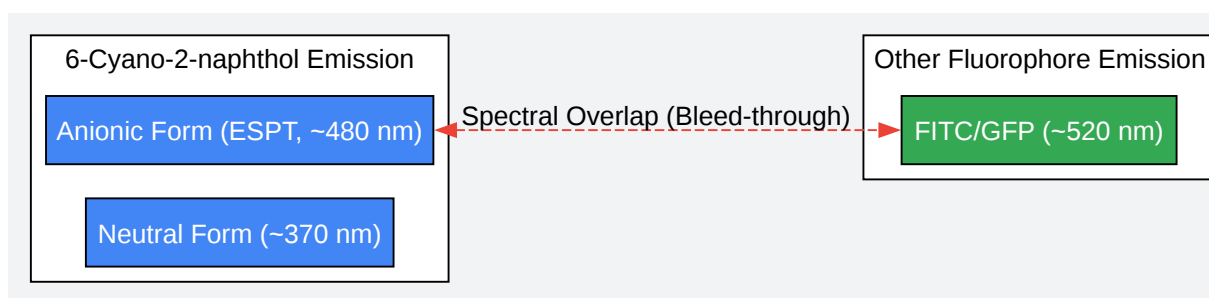 6-Cyano-2-naphthol Emission
Anionic Form (ESPT, ~480 nm)
Neutral Form (~370 nm)
Spectral Overlap (Bleed-through)
Other Fluorophore Emission
FITC/GFP (~520 nm)